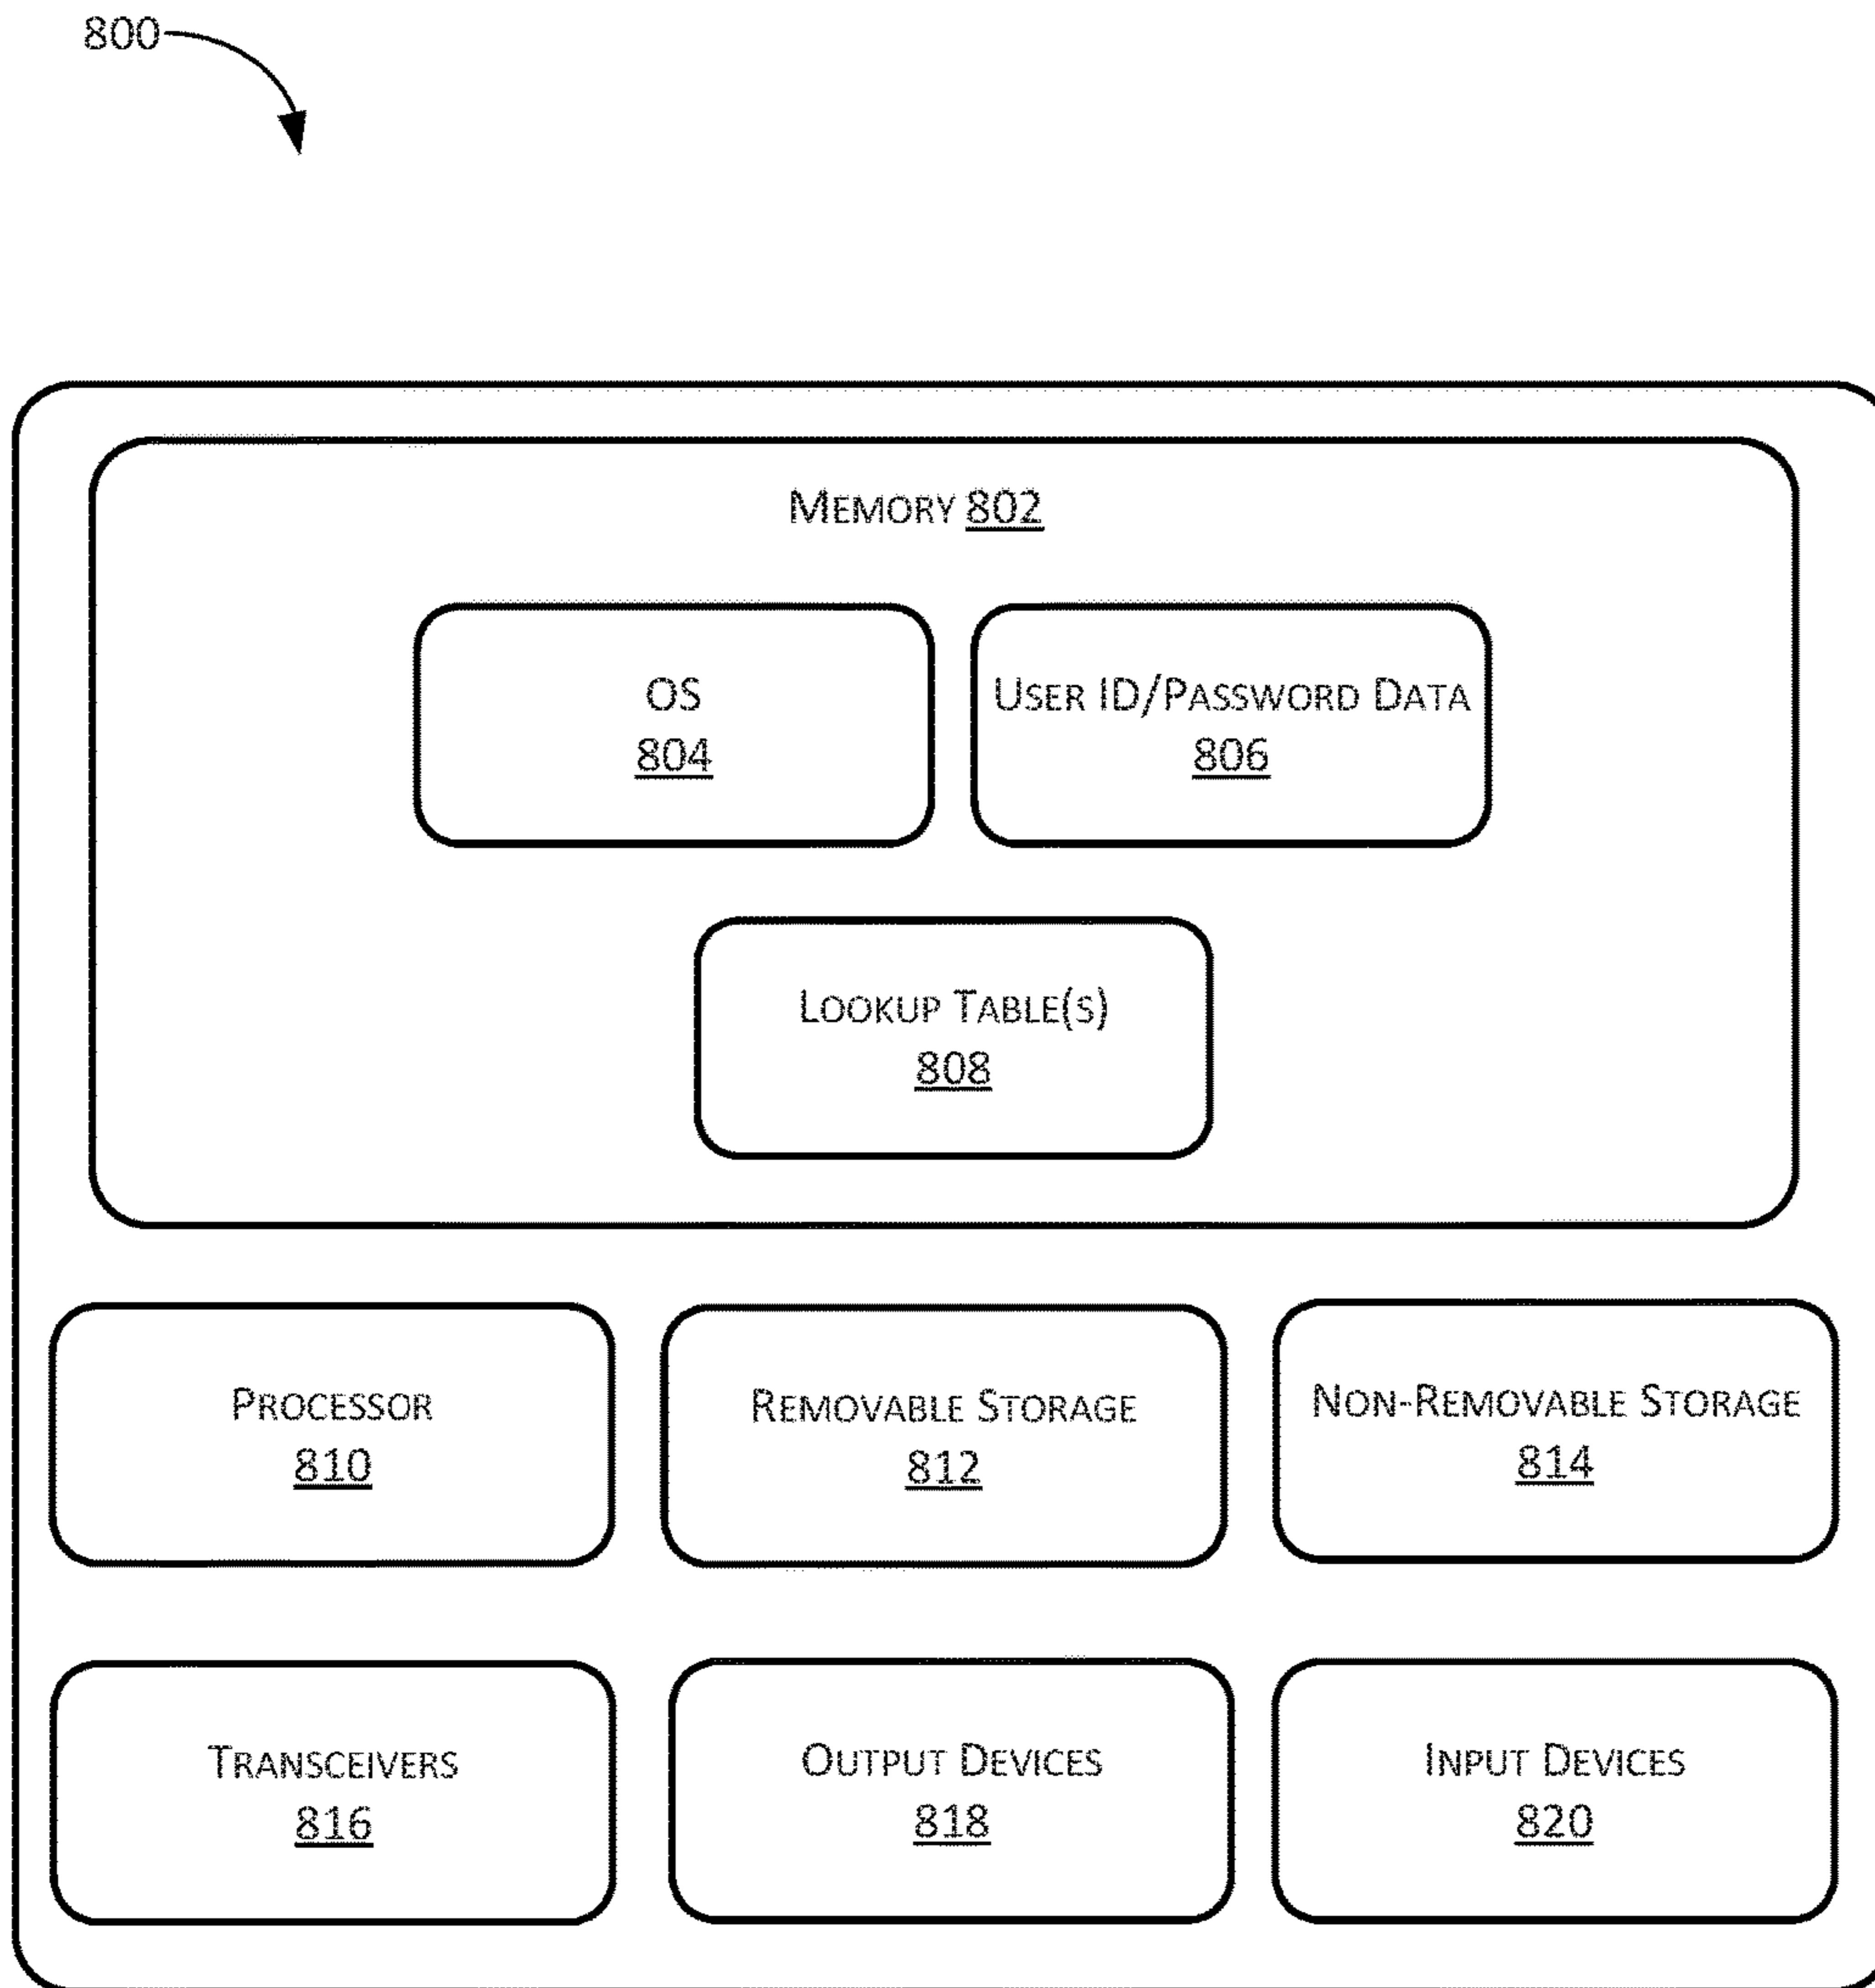 800
MEMORY 802
OS
804
USER ID/PASSWORD DATA
806
LOOKUP TABLE(S)
808
PROCESSOR
810
REMOVABLE STORAGE
812
NON-REMOVABLE STORAGE
814
TRANSCEIVERS
816
OUTPUT DEVICES
818
INPUT DEVICES
820